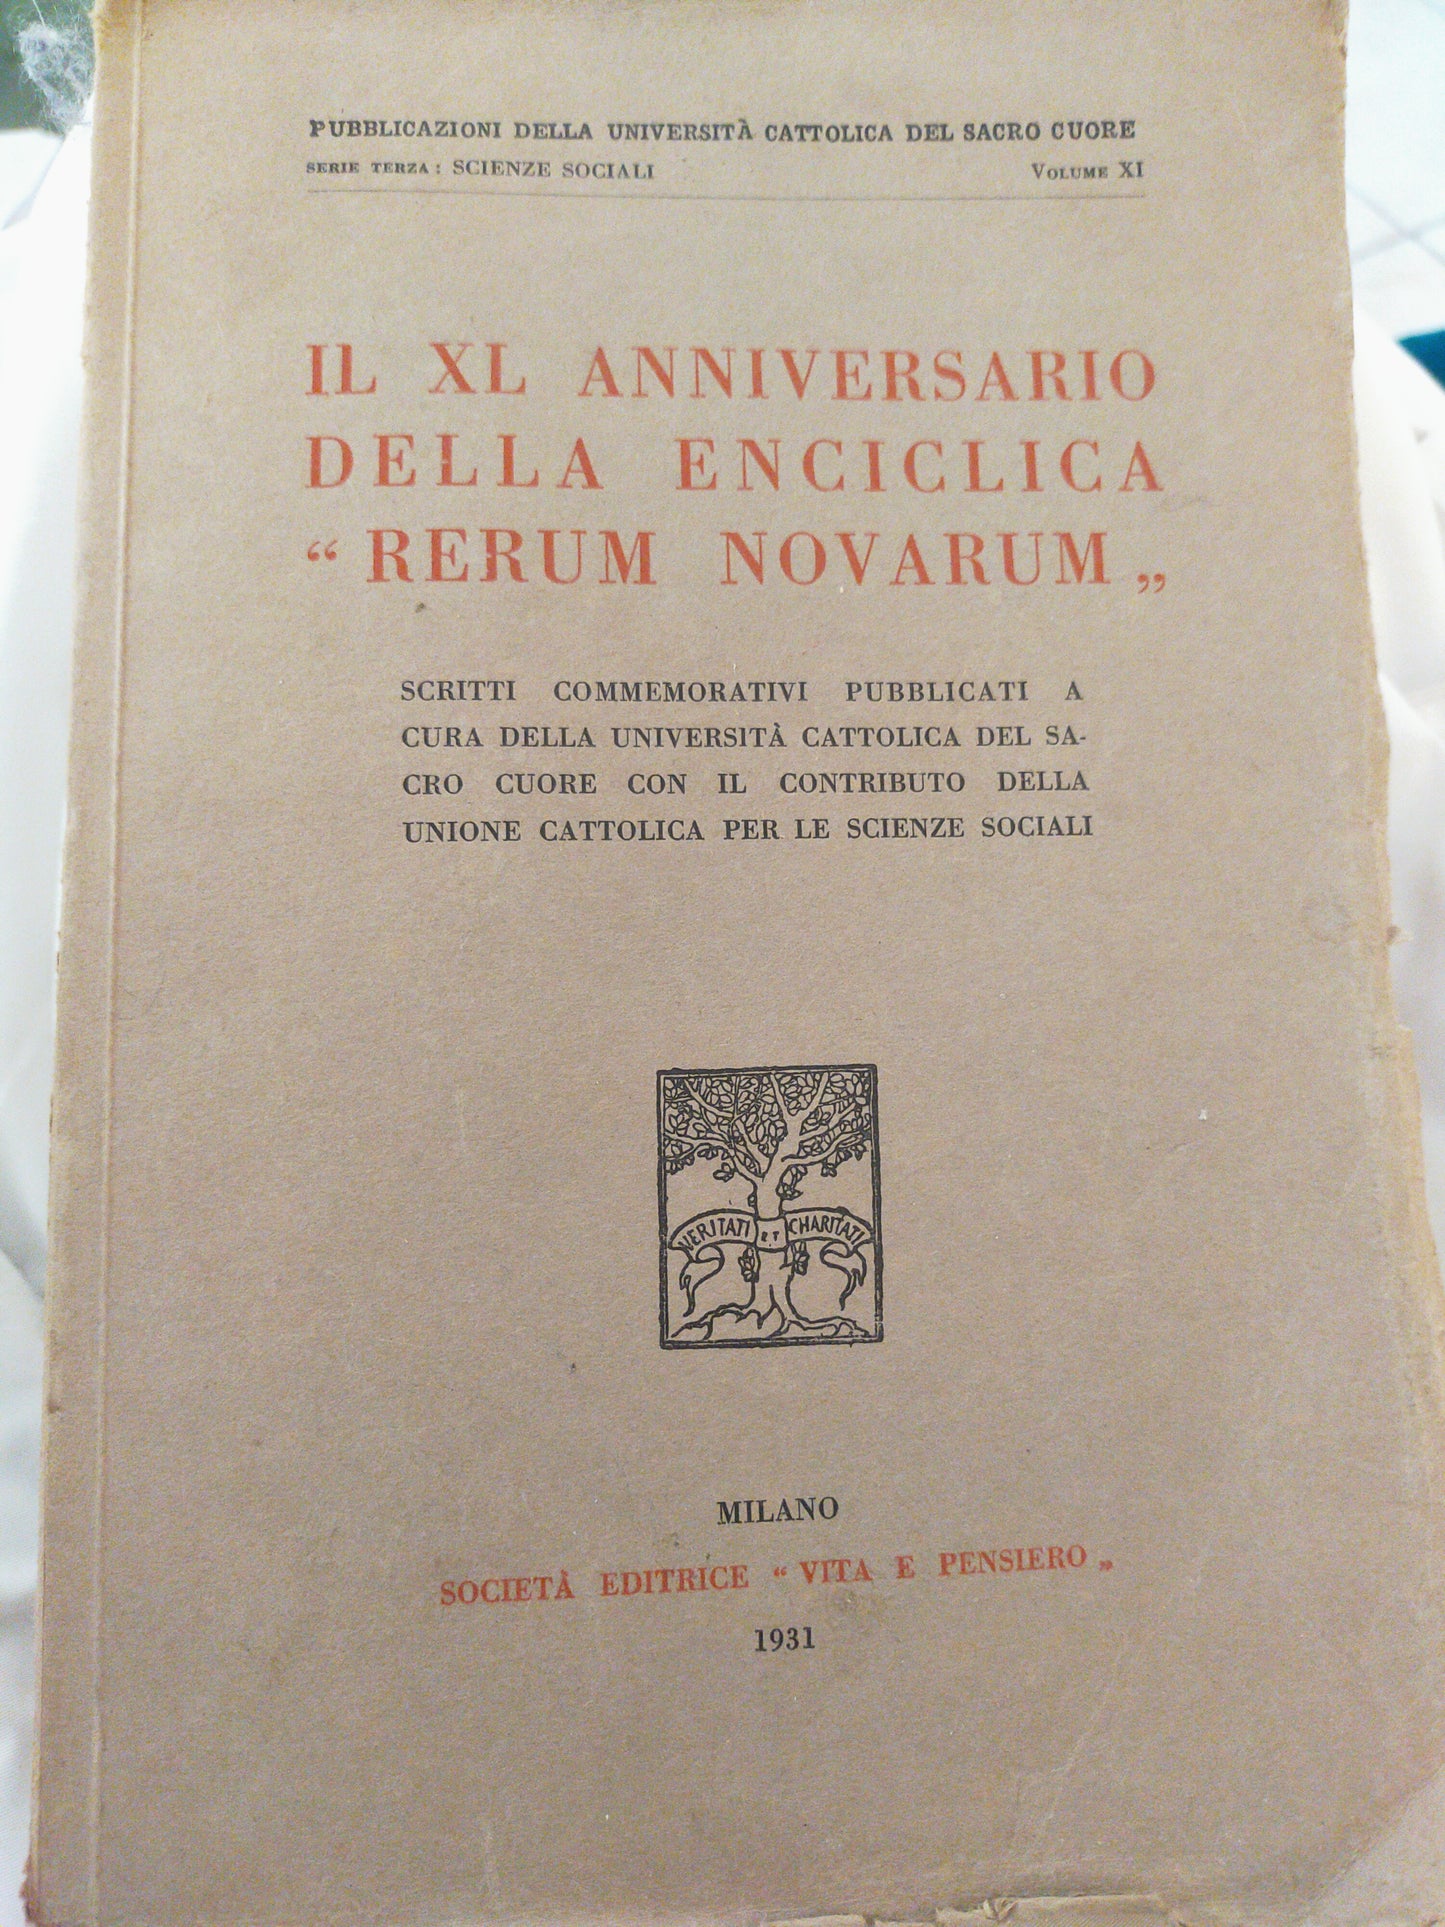 PUBBLICAZIONI DELLA UNIVERSITÀ CATTOLICA DEL SACRO CUORE
SERIE TERZA: SCIENZE SOCIALI VOLUME XI
IL XL ANNIVERSARIO
DELLA ENCICLICA
“ RERUM NOVARUM „
SCRITTI COMMEMORATIVI PUBBLICATI A
CURA DELLA UNIVERSITÀ CATTOLICA DEL SA-
CRO CUORE CON IL CONTRIBUTO DELLA
UNIONE CATTOLICA PER LE SCIENZE SOCIALI
VERITATI ET CHARITATI
MILANO
SOCIETÀ EDITRICE “ VITA E PENSIERO „
1931